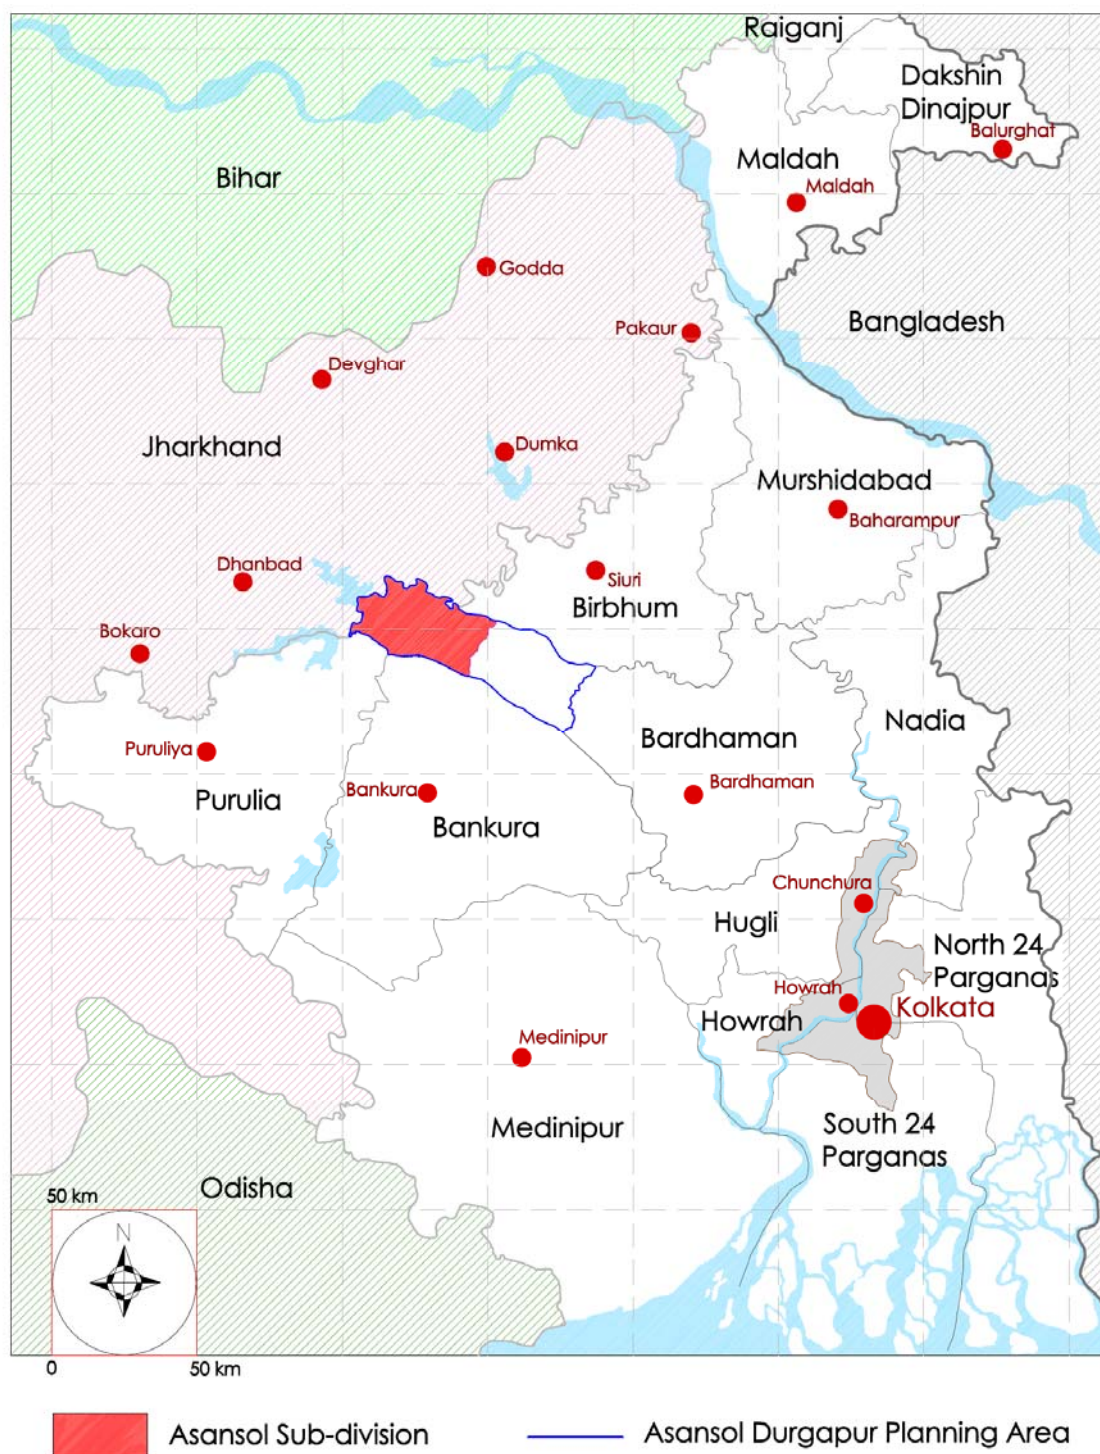 Raiganj
Dakshin
Dinajpur
Balurghat
Maldah
Maldah
Bihar
Godda
Bangladesh
Pakaur
Devghar
Jharkhand
Dumka
Murshidabad
Baharampur
Dhanbad
Siuri
Birbhum
Bokaro
Nadia
Bardhaman
Puruliya
Bardhaman
Purulia
Bankura
Bankura
Chunchura
Hugli
North 24
Parganas
Howrah
Kolkata
Howrah
Medinipur
Medinipur
South 24
Parganas
Odisha
50 km
N
0
50 km
Asansol Sub-division
Asansol Durgapur Planning Area